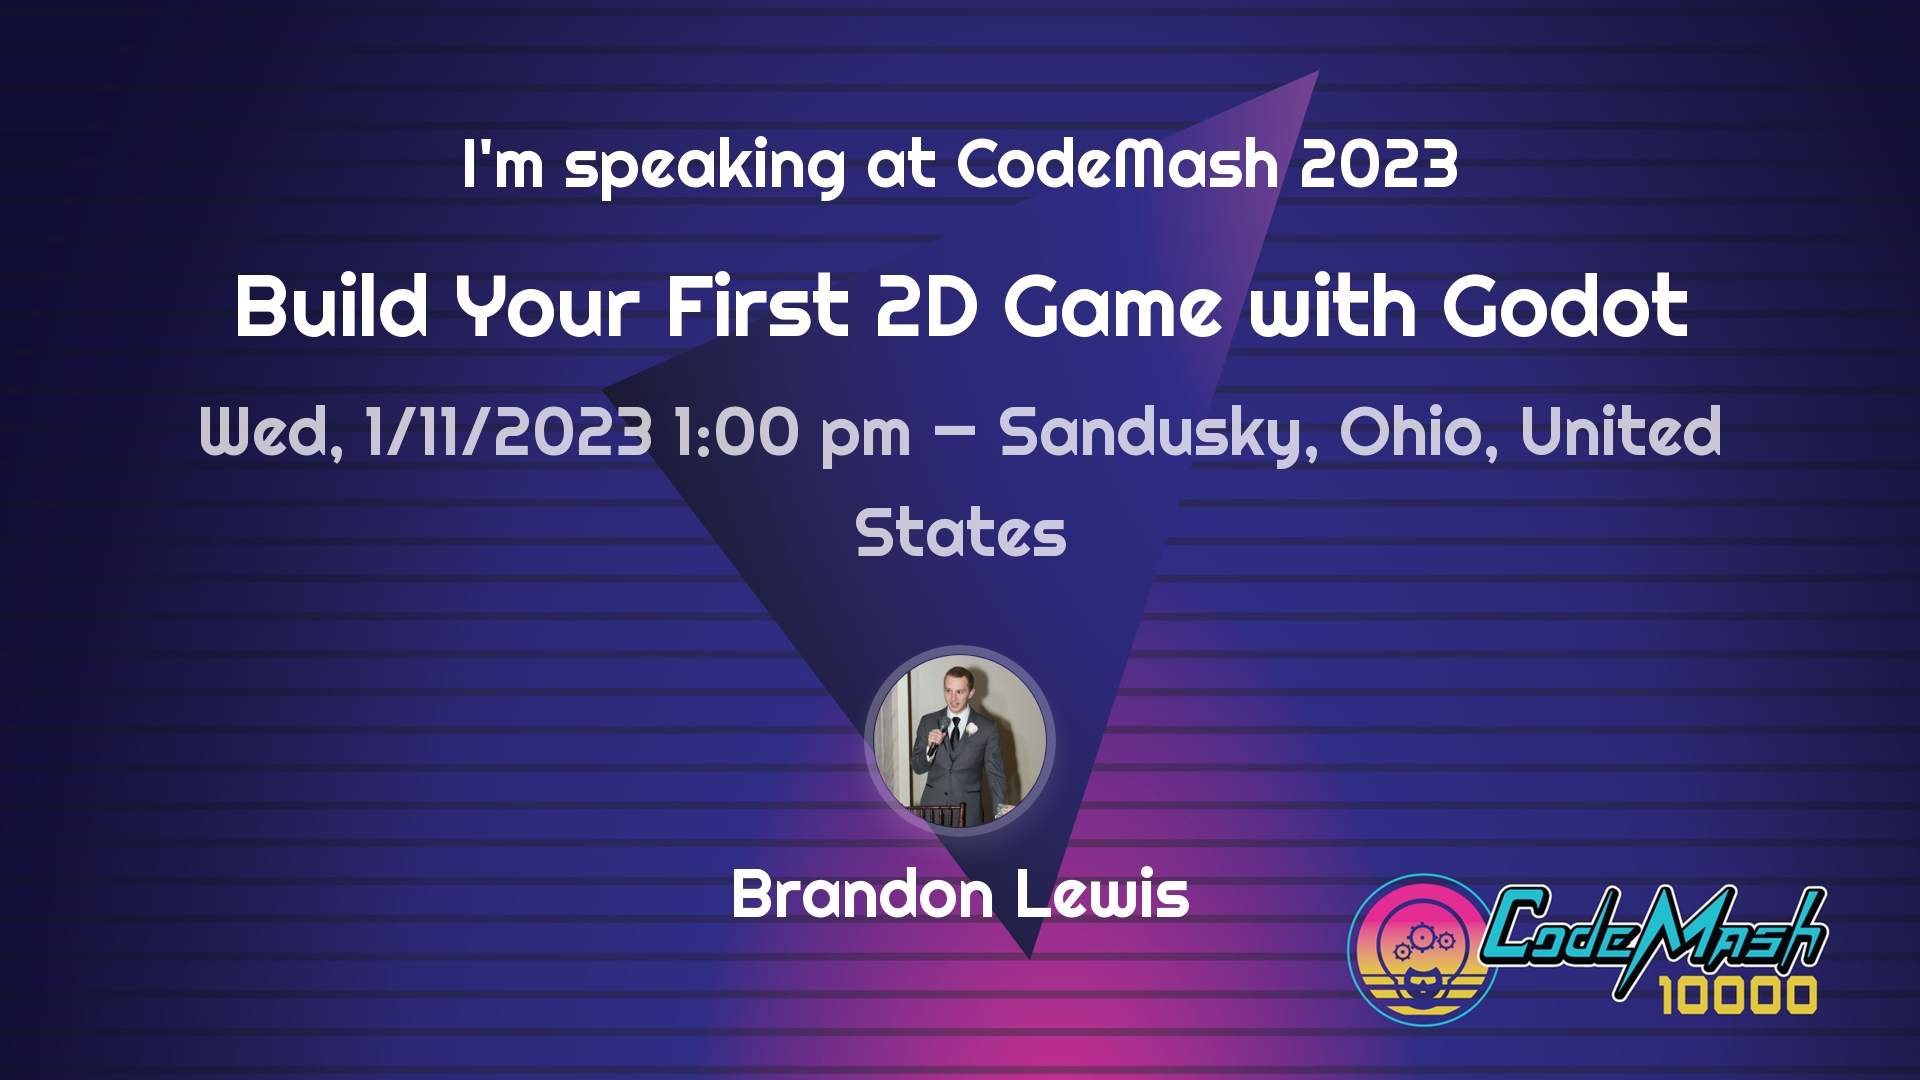 I'm speaking at CodeMash 2023
Build Your First 2D Game with Godot
Wed, 1/11/2023 1:00 pm – Sandusky, Ohio, United
States
Brandon Lewis
CodeMash
10000